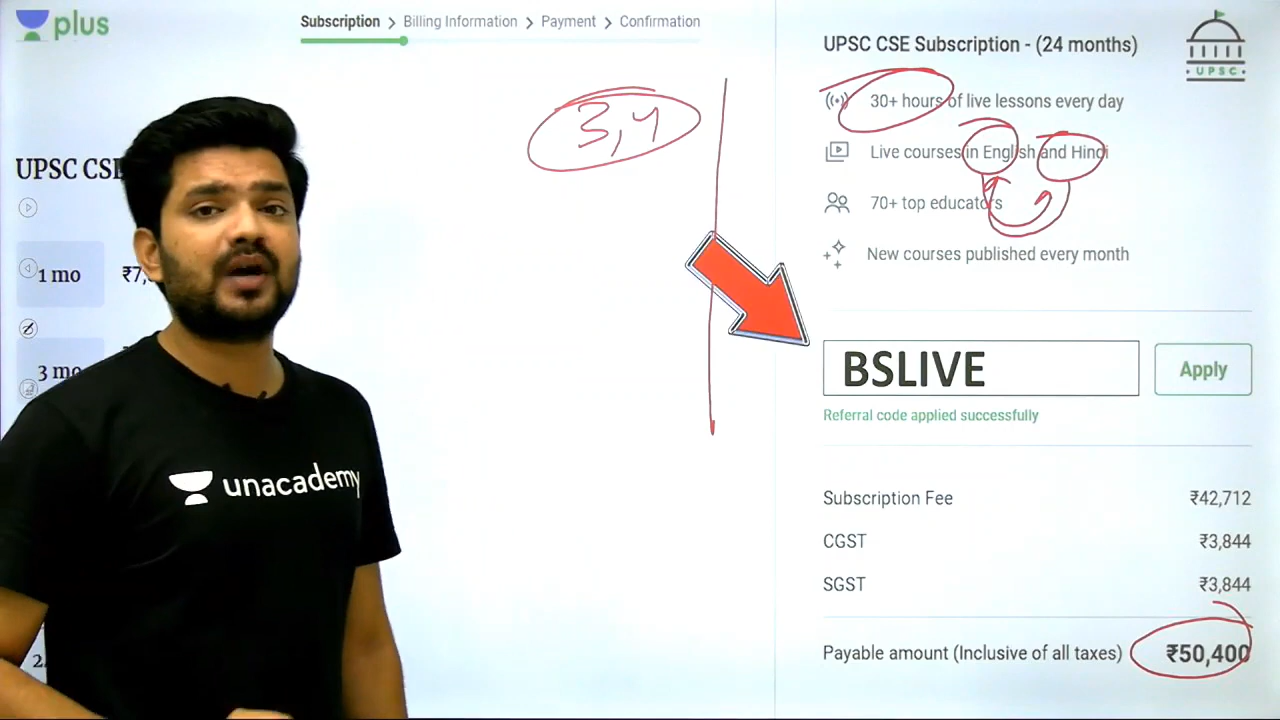 plus
Subscription > Billing Information > Payment > Confirmation
UPSC CSE
1 mo
3 mo
3,4
unacademy
UPSC CSE Subscription - (24 months)
UPSC
30+ hours of live lessons every day
Live courses in English and Hindi
70+ top educators
New courses published every month
BSLIVE
Apply
Referral code applied successfully
Subscription Fee ₹42,712
CGST ₹3,844
SGST ₹3,844
Payable amount (Inclusive of all taxes) ₹50,400